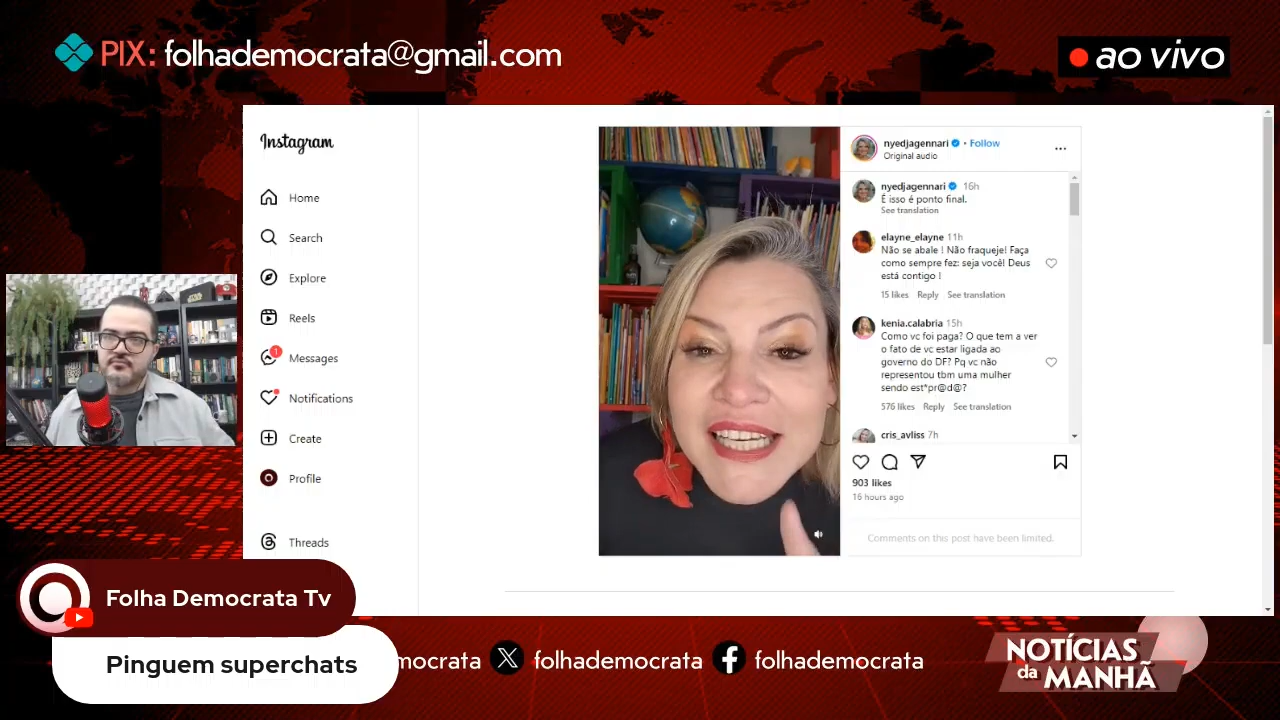 PIX: folhademocrata@gmail.com
ao vivo
Instagram
Home
Search
Explore
Reels
1
Messages
Notifications
Create
Profile
Threads
nyedjagennari • Follow
Original audio
nyedjagennari 16h
É isso é ponto final.
See translation
elayne_elayne 11h
Não se abale ! Não fraqueje! Faça
como sempre fez: seja você! Deus
está contigo !
15 likes Reply See translation
kenia.calabria 15h
Como vc foi paga? O que tem a ver
o fato de vc estar ligada ao
governo do DF? Pq vc não
representou tbm uma mulher
sendo est*pr@d@?
576 likes Reply See translation
cris_avliss 7h
903 likes
16 hours ago
Comments on this post have been limited.
Folha Democrata Tv
Pinguem superchats
mocrata
folhademocrata
folhademocrata
NOTÍCIAS
da MANHÃ